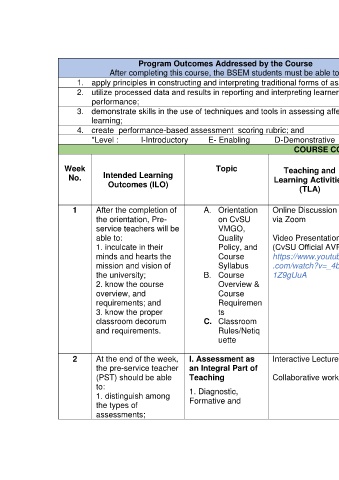 Program Outcomes Addressed by the Course
After completing this course, the BSEM students must be able to
1. apply principles in constructing and interpreting traditional forms of as
2. utilize processed data and results in reporting and interpreting learner
performance;
3. demonstrate skills in the use of techniques and tools in assessing affe
learning;
4. create performance-based assessment scoring rubric; and
*Level : I-Introductory E- Enabling D-Demonstrative
COURSE CO
Week
No.
Intended Learning
Outcomes (ILO)
Topic
Teaching and
Learning Activitie
(TLA)
1
After the completion of
the orientation, Pre-
service teachers will be
able to:
1. inculcate in their
minds and hearts the
mission and vision of
the university;
2. know the course
overview, and
requirements; and
3. know the proper
classroom decorum
and requirements.
A. Orientation
on CvSU
VMGO,
Quality
Policy, and
Course
Syllabus
B. Course
Overview &
Course
Requiremen
ts
C. Classroom
Rules/Netiq
uette
Online Discussion
via Zoom
Video Presentation
(CvSU Official AVP
https://www.youtub
.com/watch?v=_4b
1Z9gUuA
2
At the end of the week,
the pre-service teacher
(PST) should be able
to:
1. distinguish among
the types of
assessments;
I. Assessment as
an Integral Part of
Teaching
1. Diagnostic,
Formative and
Interactive Lecture
Collaborative work